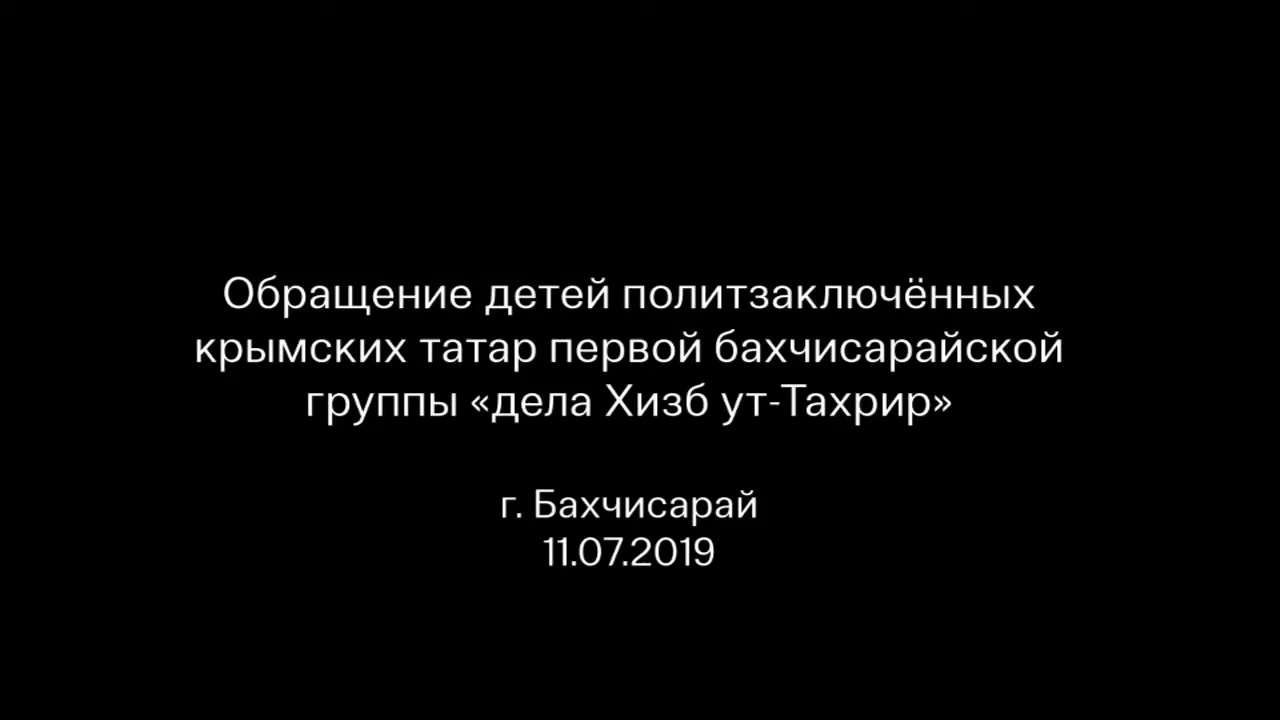 Обращение детей политзаключённых
крымских татар первой бахчисарайской
группы «дела Хизб ут-Тахрир»
г. Бахчисарай
11.07.2019